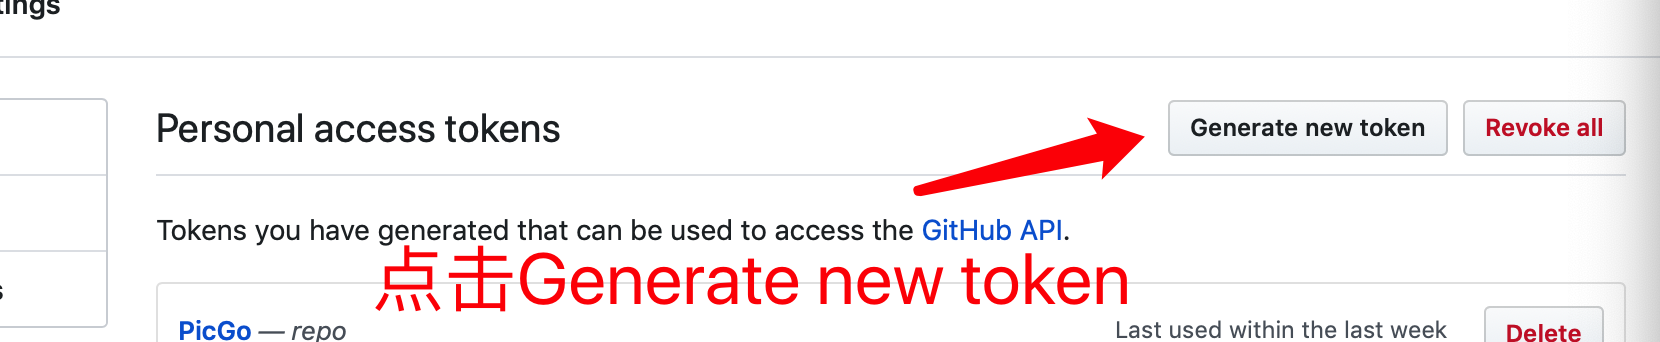 Personal access tokens
Generate new token
Revoke all
Tokens you have generated that can be used to access the GitHub API.
点击Generate new token
PicGo — repo
Last used within the last week
Delete